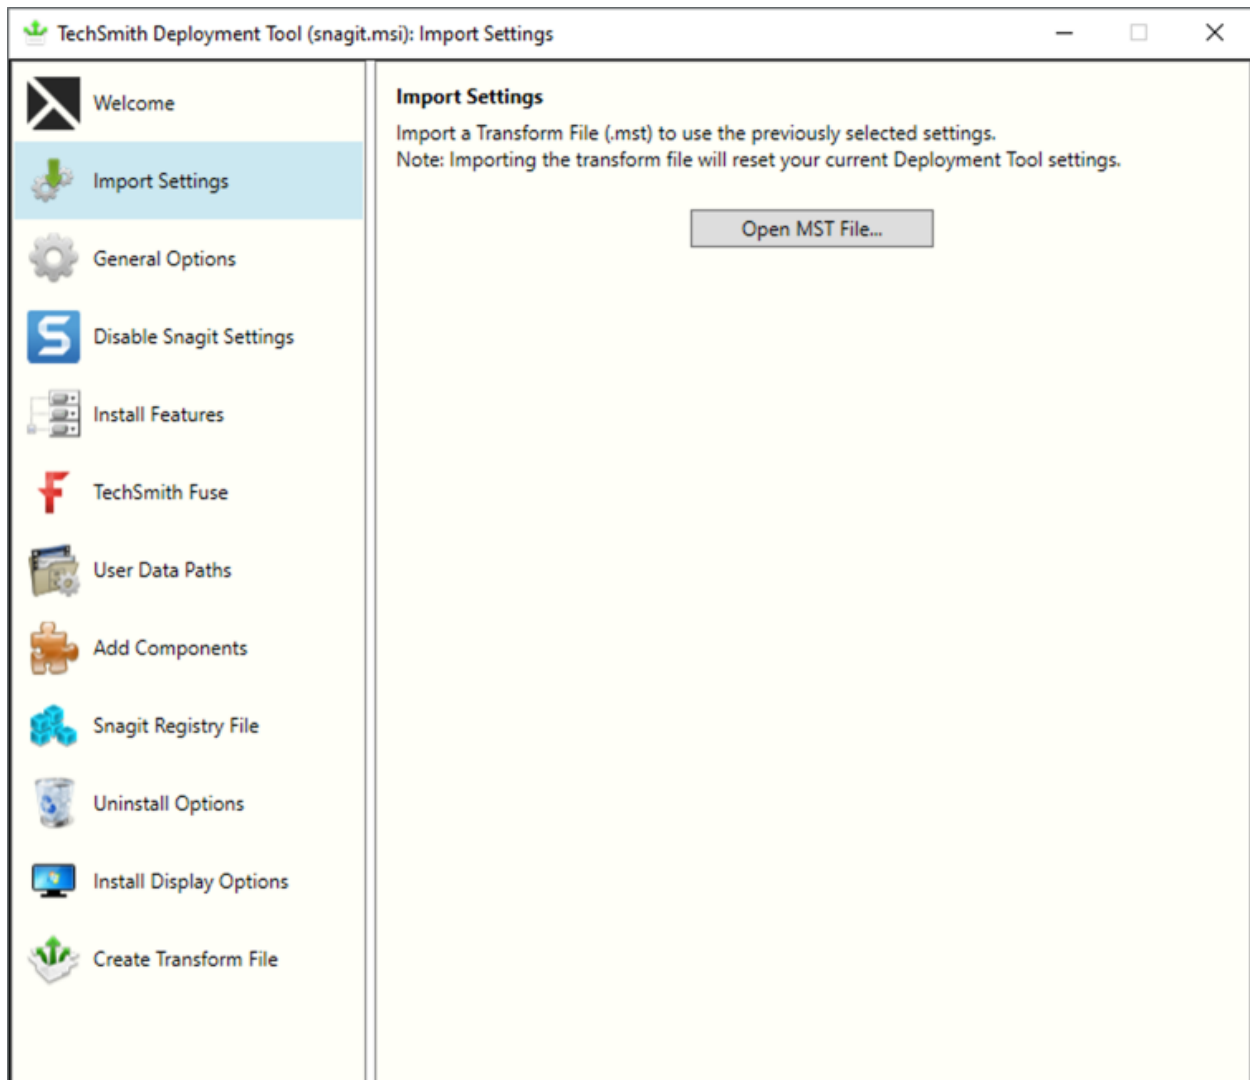 TechSmith Deployment Tool (snagit.msi): Import Settings
Welcome
Import Settings
General Options
Disable Snagit Settings
Install Features
TechSmith Fuse
User Data Paths
Add Components
Snagit Registry File
Uninstall Options
Install Display Options
Create Transform File
Import Settings
Import a Transform File (.mst) to use the previously selected settings.
Note: Importing the transform file will reset your current Deployment Tool settings.
Open MST File...